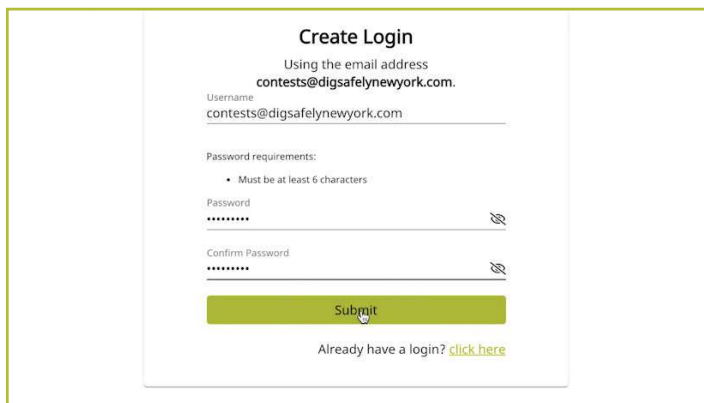 Create Login
Using the email address
contests@digsafelynewyork.com.
Username
contests@digsafelynewyork.com
Password requirements:
• Must be at least 6 characters
Password
•••••••••
Confirm Password
•••••••••
Submit
Already have a login? click here